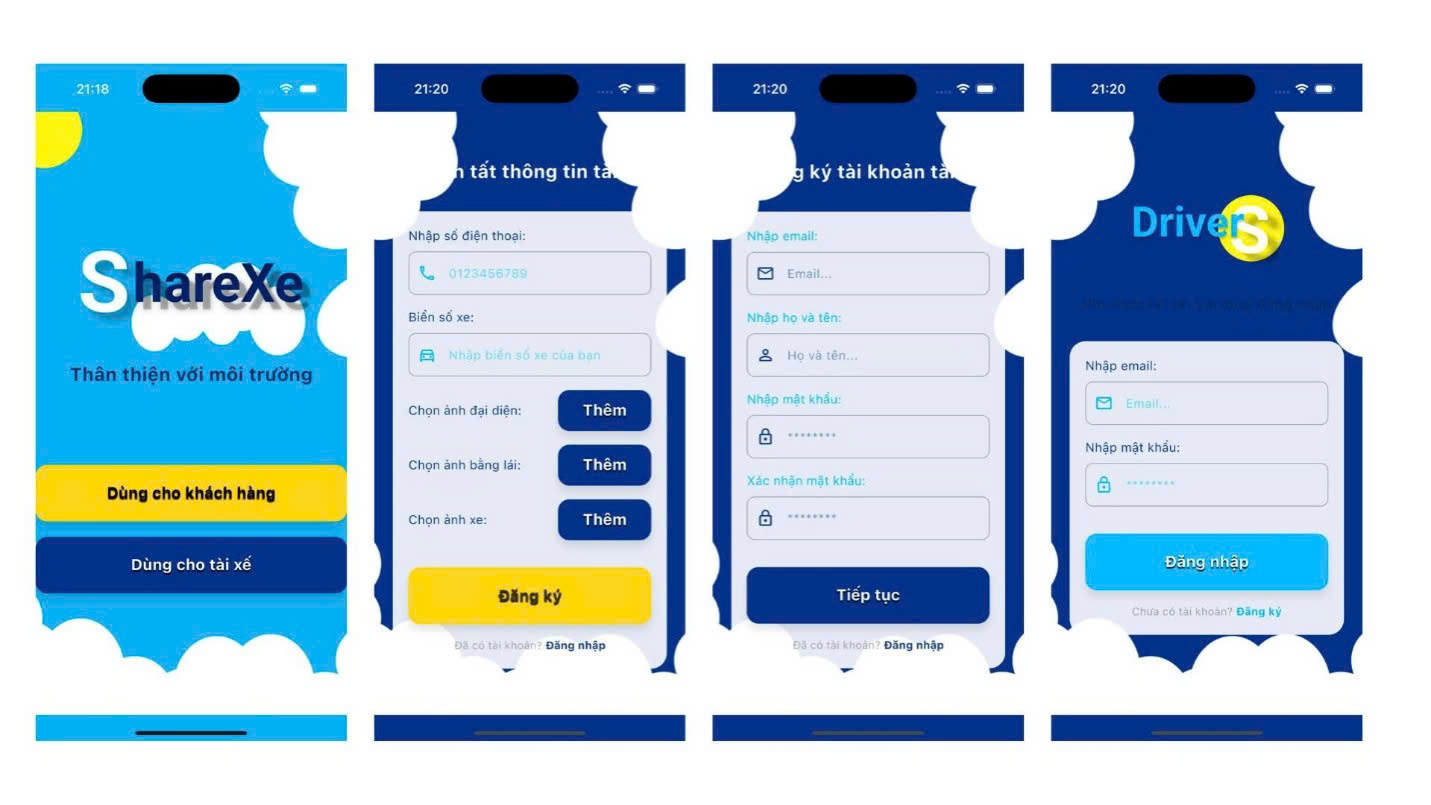 21:18
ShareXe
Thân thiện với môi trường
Dùng cho khách hàng
Dùng cho tài xế
21:20
tất thông tin tà
Nhập số điện thoại:
0123456789
Biển số xe:
Nhập biển số xe của bạn
Chọn ảnh đại diện:
Thêm
Chọn ảnh bằng lái:
Thêm
Chọn ảnh xe:
Thêm
Đăng ký
Đã có tài khoản? Đăng nhập
21:20
g ký tài khoản tà
Nhập email:
Email...
Nhập họ và tên:
Họ và tên...
Nhập mật khẩu:
********
Xác nhận mật khẩu:
********
Tiếp tục
Đã có tài khoản? Đăng nhập
21:20
DriverS
Nhập email:
Email...
Nhập mật khẩu:
********
Đăng nhập
Chưa có tài khoản? Đăng ký